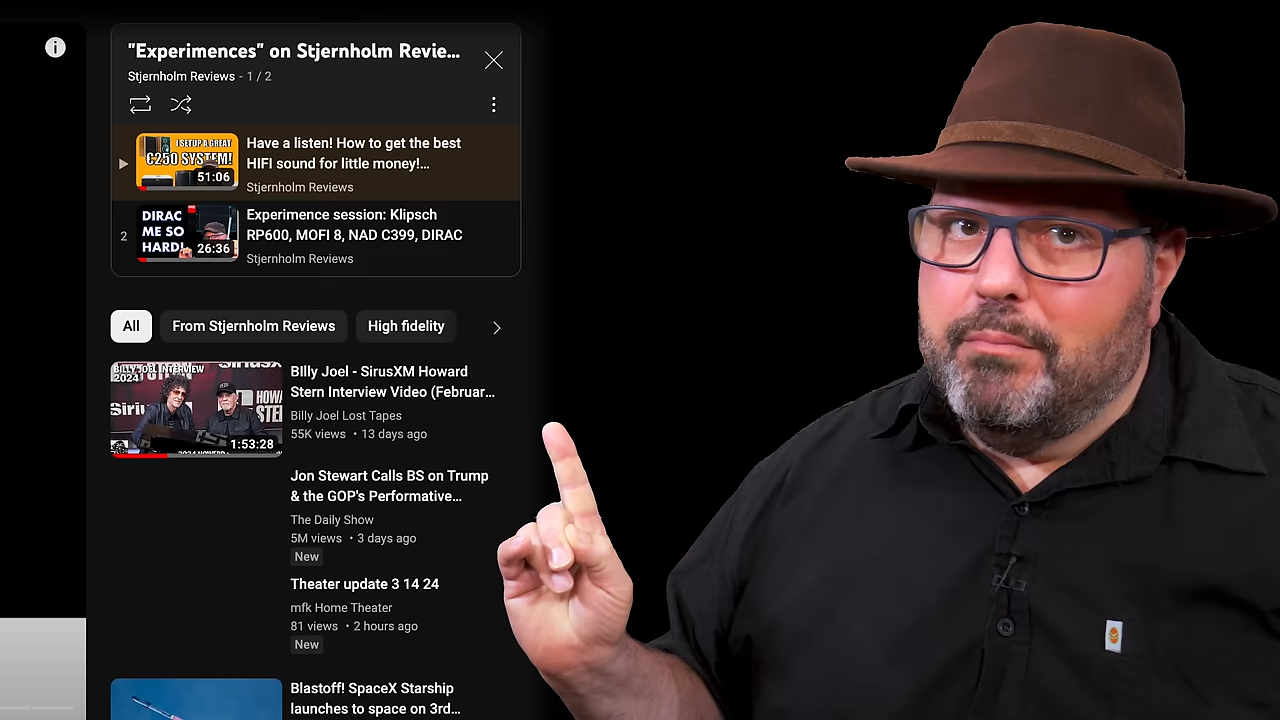 i
"Experimences" on Stjernholm Revie...
Stjernholm Reviews - 1 / 2
I SETUP A GREAT
€250 SYSTEM!
51:06
Have a listen! How to get the best
HIFI sound for little money!...
Stjernholm Reviews
2
DIRAC
ME SO
HARD!
26:36
Experience session: Klipsch
RP600, MOFI 8, NAD C399, DIRAC
Stjernholm Reviews
All
From Stjernholm Reviews
High fidelity
BILLY JOEL INTERVIEW
2024
1:53:28
BIlly Joel - SiriusXM Howard
Stern Interview Video (Februar...
Billy Joel Lost Tapes
55K views • 13 days ago
Jon Stewart Calls BS on Trump
& the GOP's Performative...
The Daily Show
5M views • 3 days ago
New
Theater update 3 14 24
mfk Home Theater
81 views • 2 hours ago
New
Blastoff! SpaceX Starship
launches to space on 3rd...